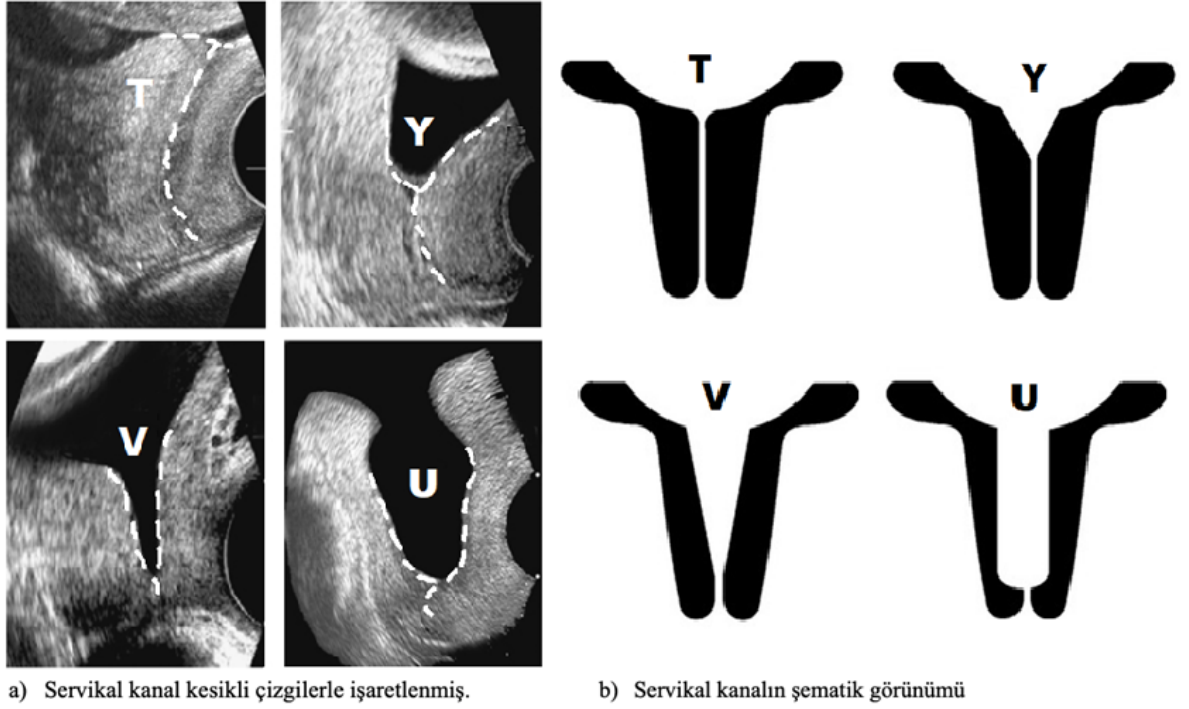 T
Y
T
Y
V
U
V
U
a) Servikal kanal kesikli çizgilerle işaretlenmiş.
b) Servikal kanalın şematik görünümü